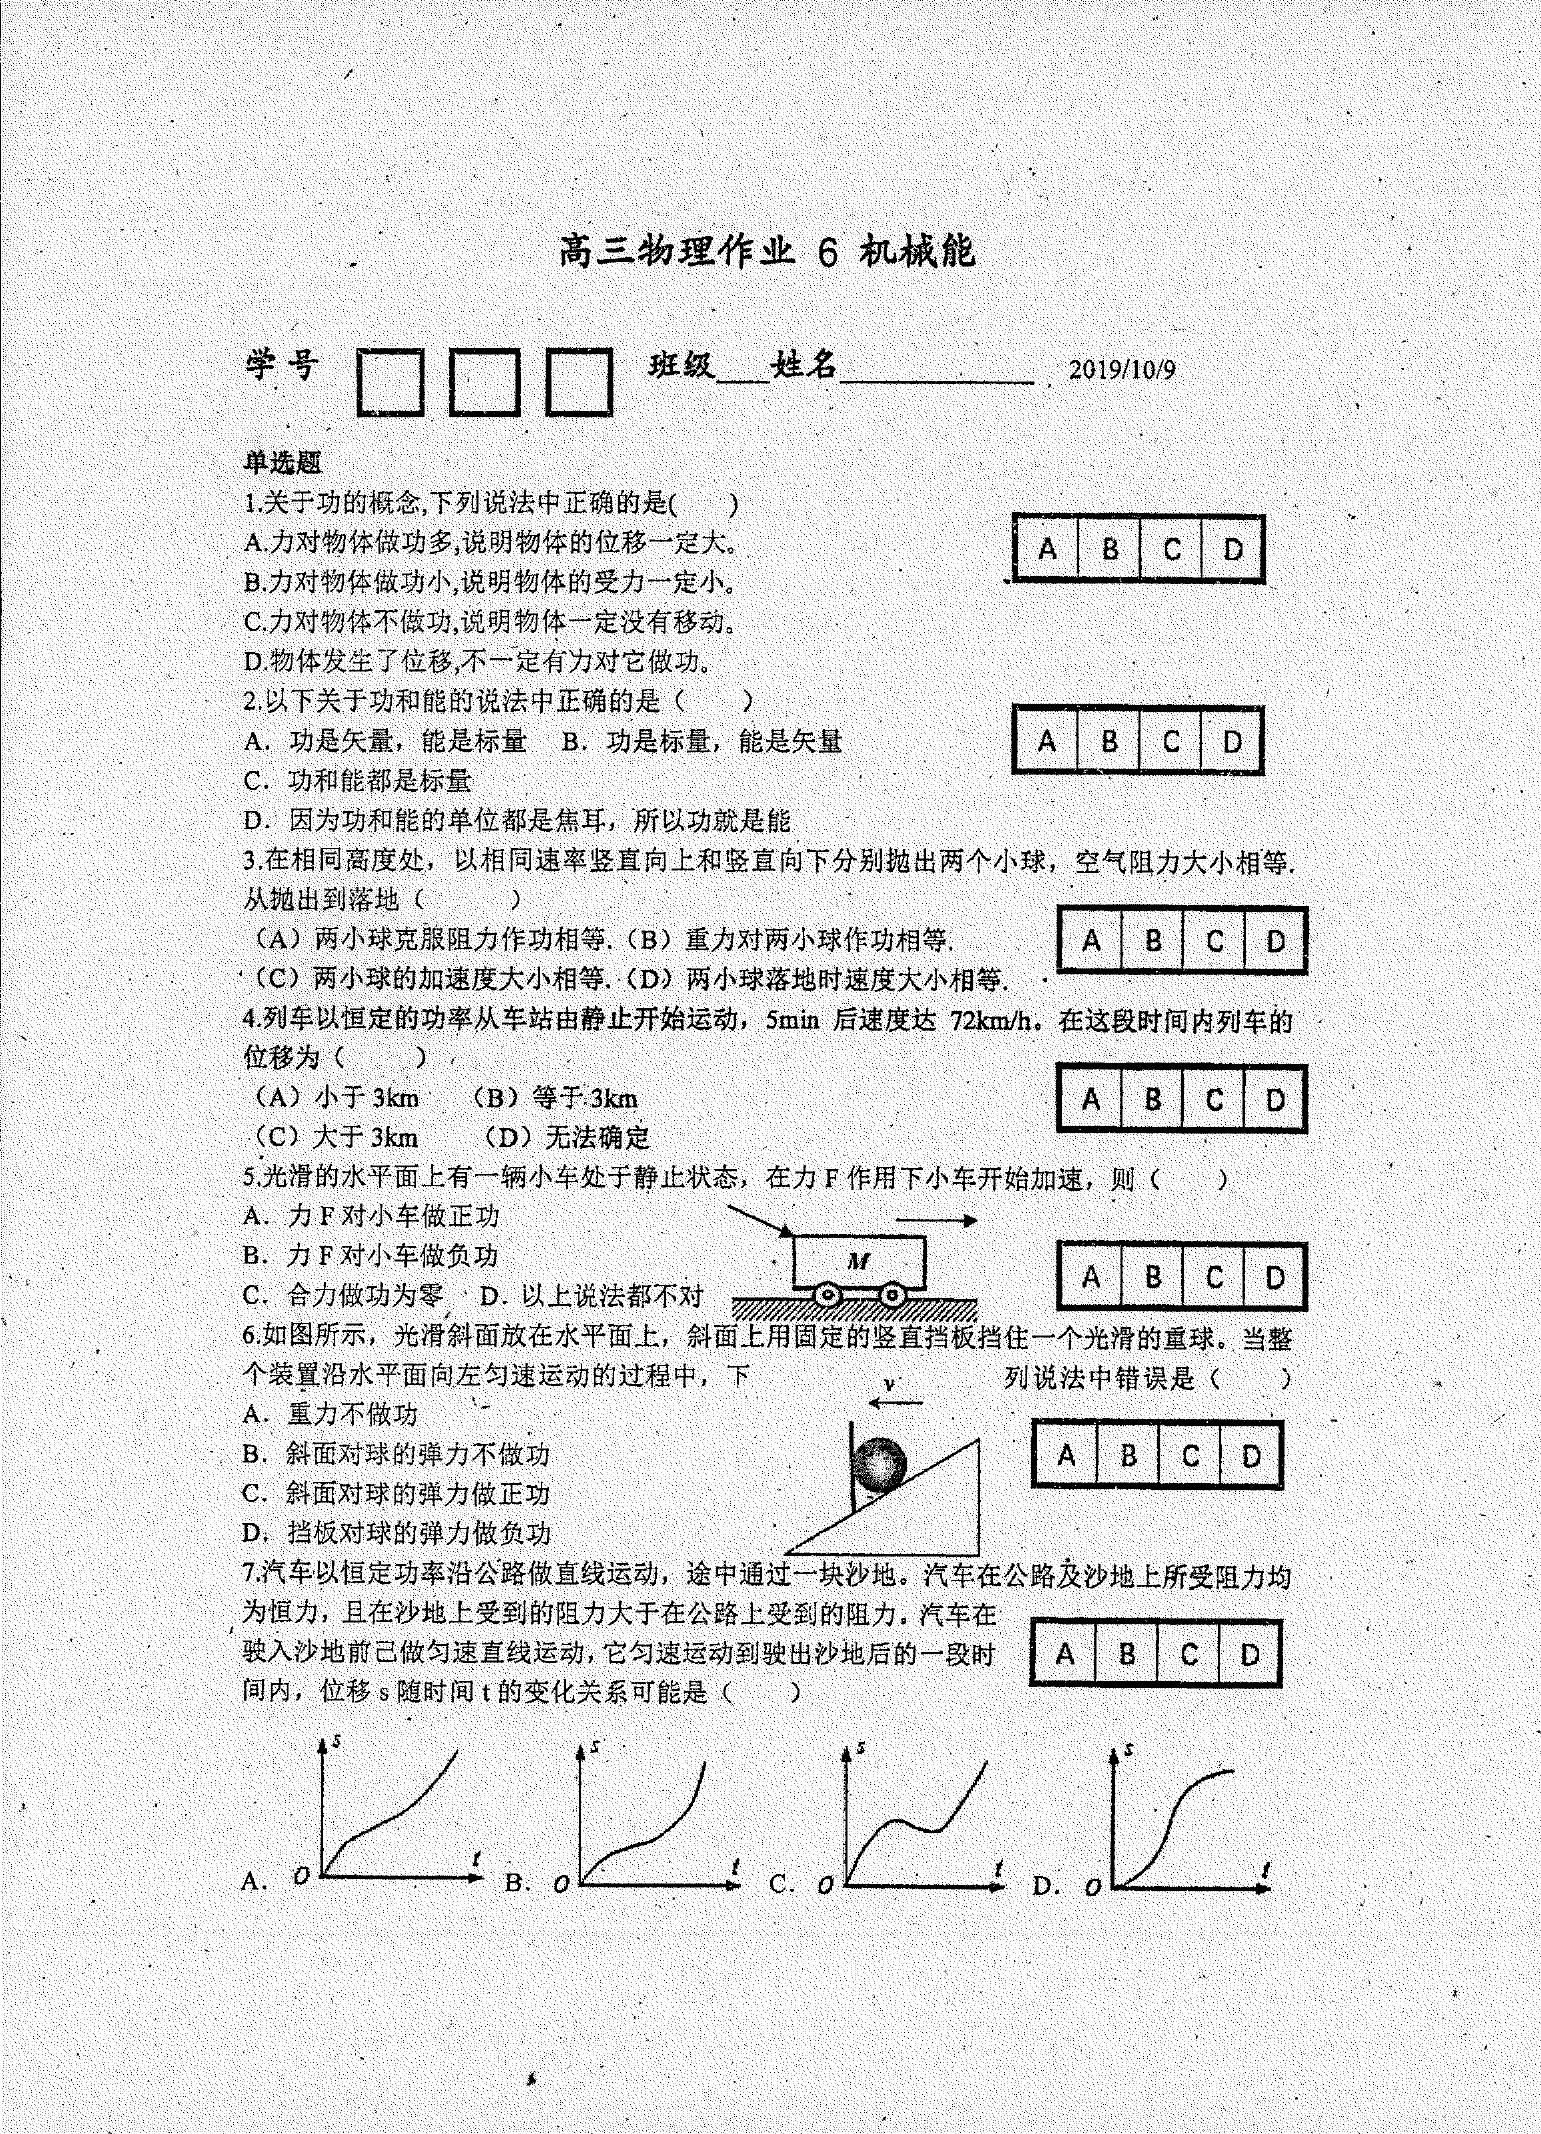 高三物理作业 6 机械能
学号 班级 姓名 2019/10/9
单选题
1.关于功的概念,下列说法中正确的是(  )
A B C D
A.力对物体做功多,说明物体的位移一定大。
B.力对物体做功小,说明物体的受力一定小。
C.力对物体不做功,说明物体一定没有移动。
D.物体发生了位移,不一定有力对它做功。
2.以下关于功和能的说法中正确的是（  ）
A B C D
A. 功是矢量，能是标量 B. 功是标量，能是矢量
C. 功和能都是标量
D. 因为功和能的单位都是焦耳，所以功就是能
3.在相同高度处，以相同速率竖直向上和竖直向下分别抛出两个小球，空气阻力大小相等.
从抛出到落地（  ）
A B C D
（A）两小球克服阻力作功相等.（B）重力对两小球作功相等.
（C）两小球的加速度大小相等.（D）两小球落地时速度大小相等.
4.列车以恒定的功率从车站由静止开始运动，5min 后速度达 72km/h。在这段时间内列车的
位移为（  ）
A B C D
（A）小于 3km （B）等于 3km
（C）大于 3km （D）无法确定
5.光滑的水平面上有一辆小车处于静止状态，在力 F 作用下小车开始加速，则（  ）
A. 力 F 对小车做正功
B. 力 F 对小车做负功
M
A B C D
C. 合力做功为零 D. 以上说法都不对
6.如图所示，光滑斜面放在水平面上，斜面上用固定的竖直挡板挡住一个光滑的重球。当整
个装置沿水平面向左匀速运动的过程中，下列说法中错误是（  ）
v
A. 重力不做功
B. 斜面对球的弹力不做功
A B C D
C. 斜面对球的弹力做正功
D. 挡板对球的弹力做负功
7.汽车以恒定功率沿公路做直线运动，途中通过一块沙地。汽车在公路及沙地上所受阻力均
为恒力，且在沙地上受到的阻力大于在公路上受到的阻力。汽车在
驶入沙地前已做匀速直线运动，它匀速运动到驶出沙地后的一段时
A B C D
间内，位移 s 随时间 t 的变化关系可能是（  ）
s s s s
t t t t
A. O B. O C. O D. O